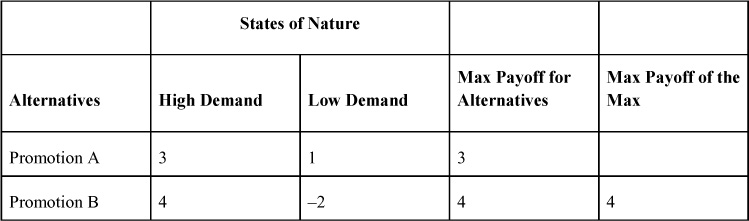 States of Nature
Alternatives High Demand Low Demand Max Payoff for Alternatives Max Payoff of the Max
Promotion A 3 1 3
Promotion B 4 –2 4 4